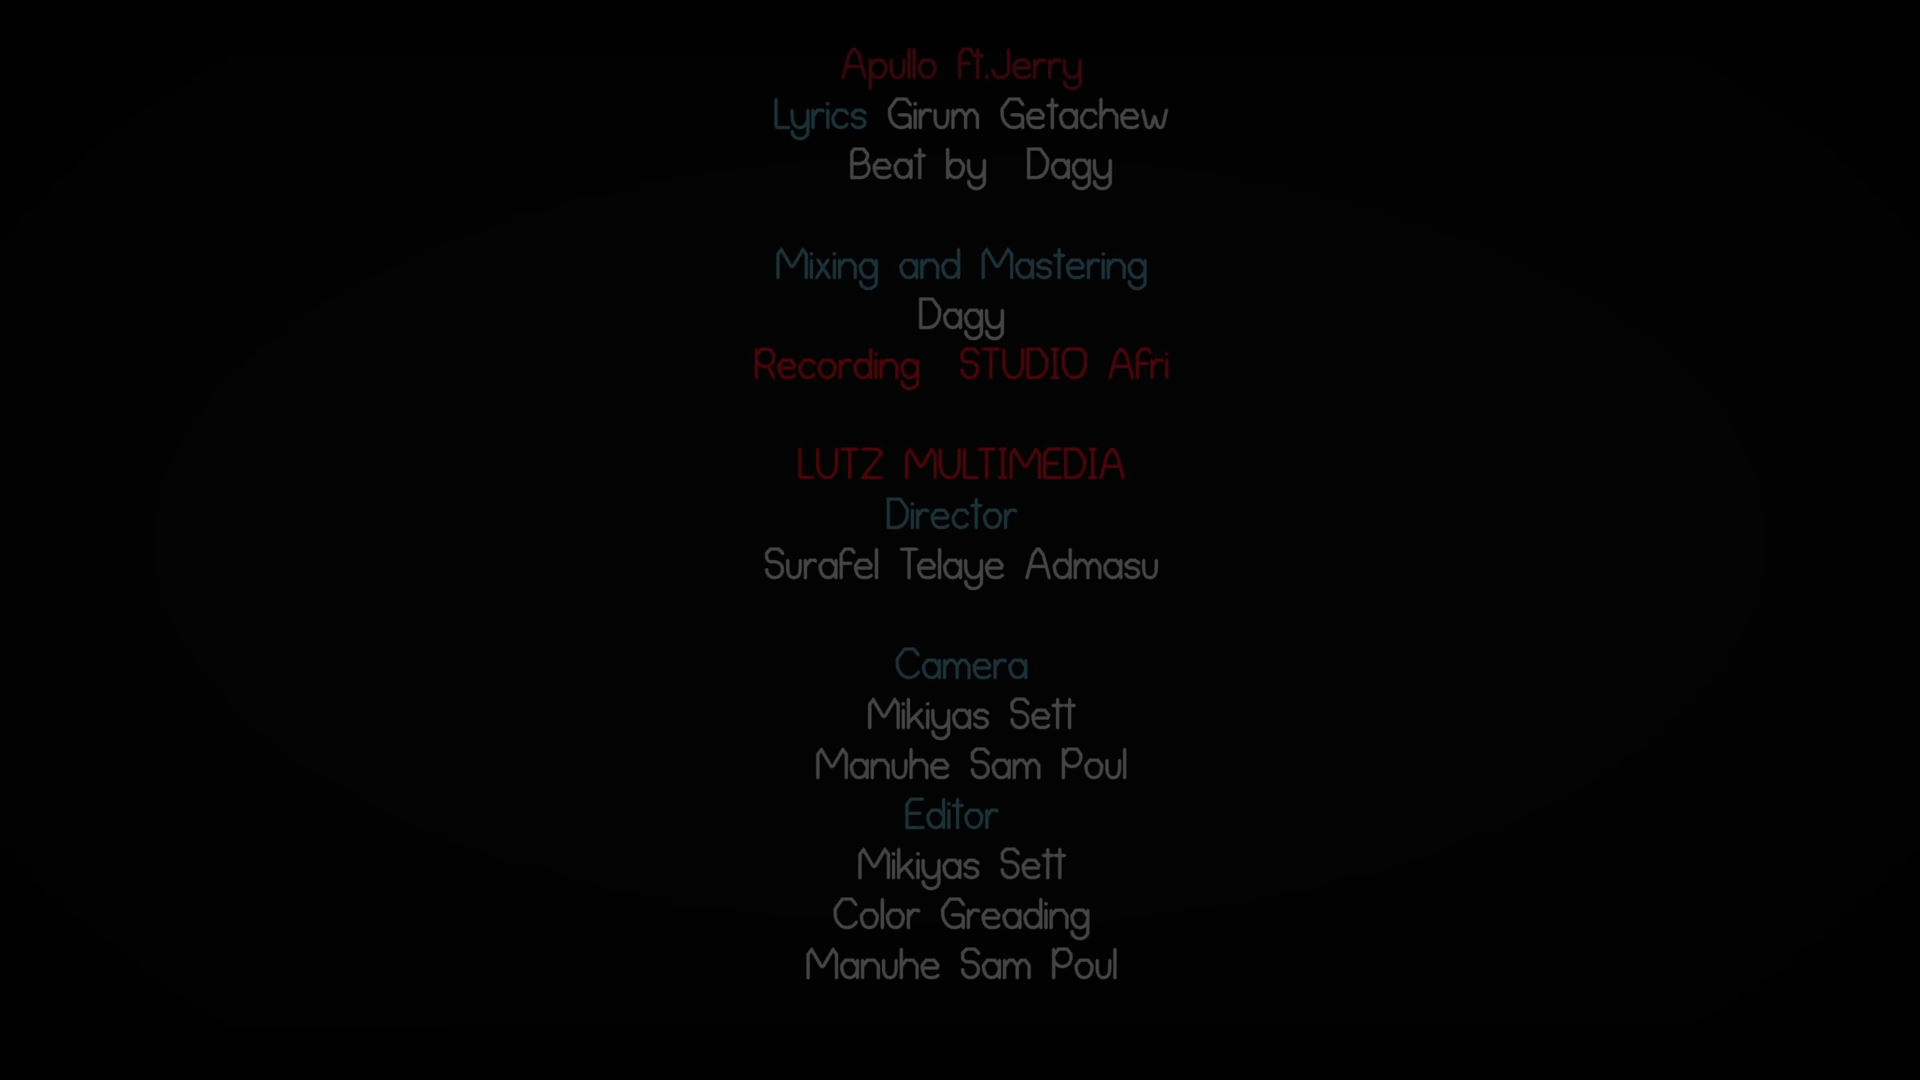 Apullo ft.Jerry
Lyrics Girum Getachew
Beat by Dagy
Mixing and Mastering
Dagy
Recording STUDIO Afri
LUTZ MULTIMEDIA
Director
Surafel Telaye Admasu
Camera
Mikiyas Sett
Manuhe Sam Poul
Editor
Mikiyas Sett
Color Greading
Manuhe Sam Poul